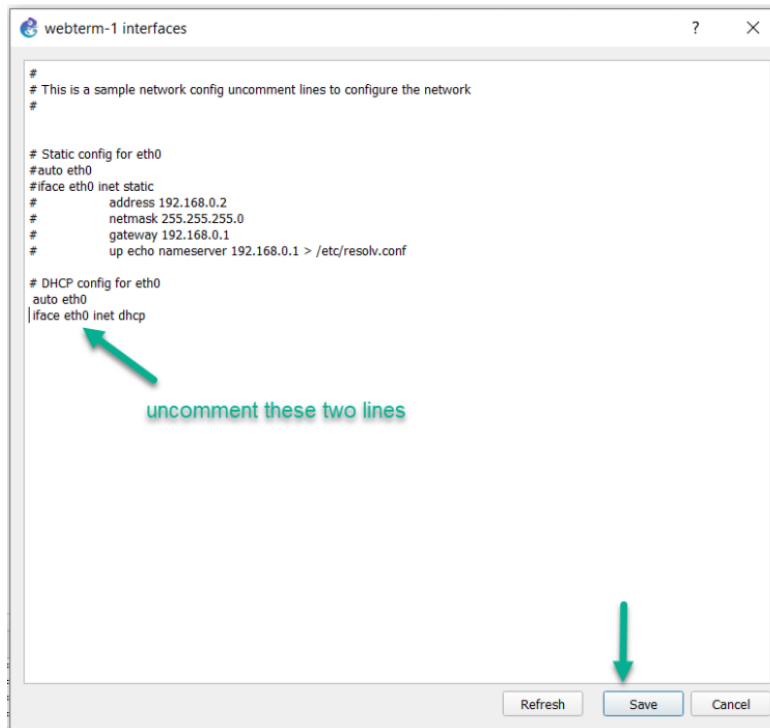 webterm-1 interfaces
?
#
# This is a sample network config uncomment lines to configure the network
#
# Static config for eth0
#auto eth0
#iface eth0 inet static
# address 192.168.0.2
# netmask 255.255.255.0
# gateway 192.168.0.1
# up echo nameserver 192.168.0.1 > /etc/resolv.conf
# DHCP config for eth0
auto eth0
iface eth0 inet dhcp
uncomment these two lines
Refresh Save Cancel